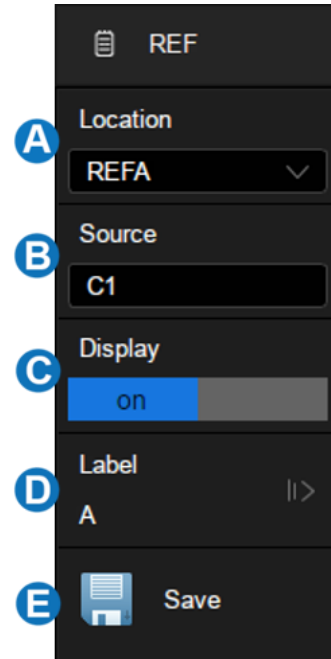 REF
A
Location
REFA
B
Source
C1
C
Display
on
D
Label
A
E
Save